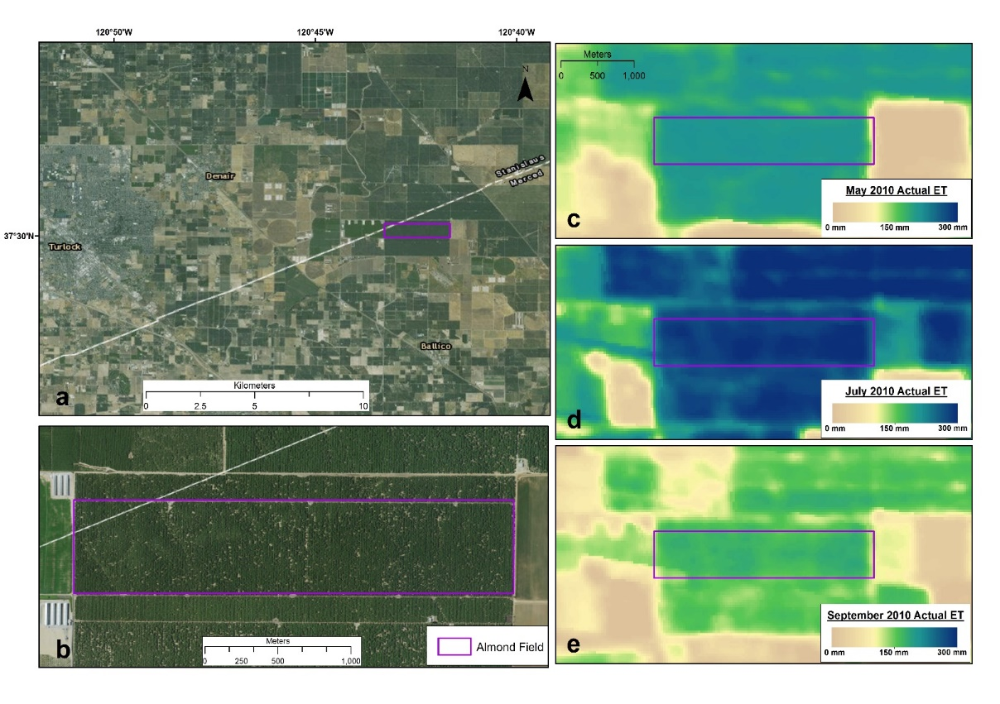 120°50'W 120°45'W 120°40'W
N
Stanislaus
Merced
Denair
37°30'N
Turlock
Ballico
Kilometers
0 2.5 5 10
a
Meters
0 250 500 1,000
Almond Field
b
Meters
0 500 1,000
May 2010 Actual ET
0 mm 150 mm 300 mm
c
July 2010 Actual ET
0 mm 150 mm 300 mm
d
September 2010 Actual ET
0 mm 150 mm 300 mm
e